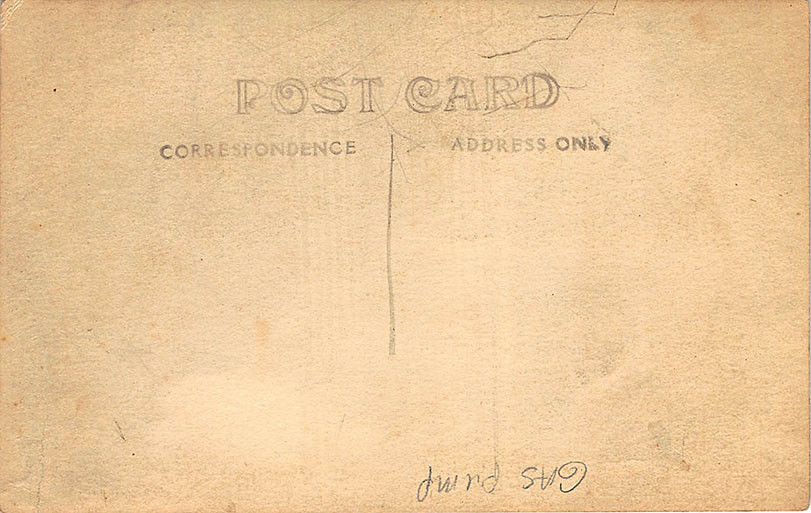 POST CARD
CORRESPONDENCE
ADDRESS ONLY
GAS pump